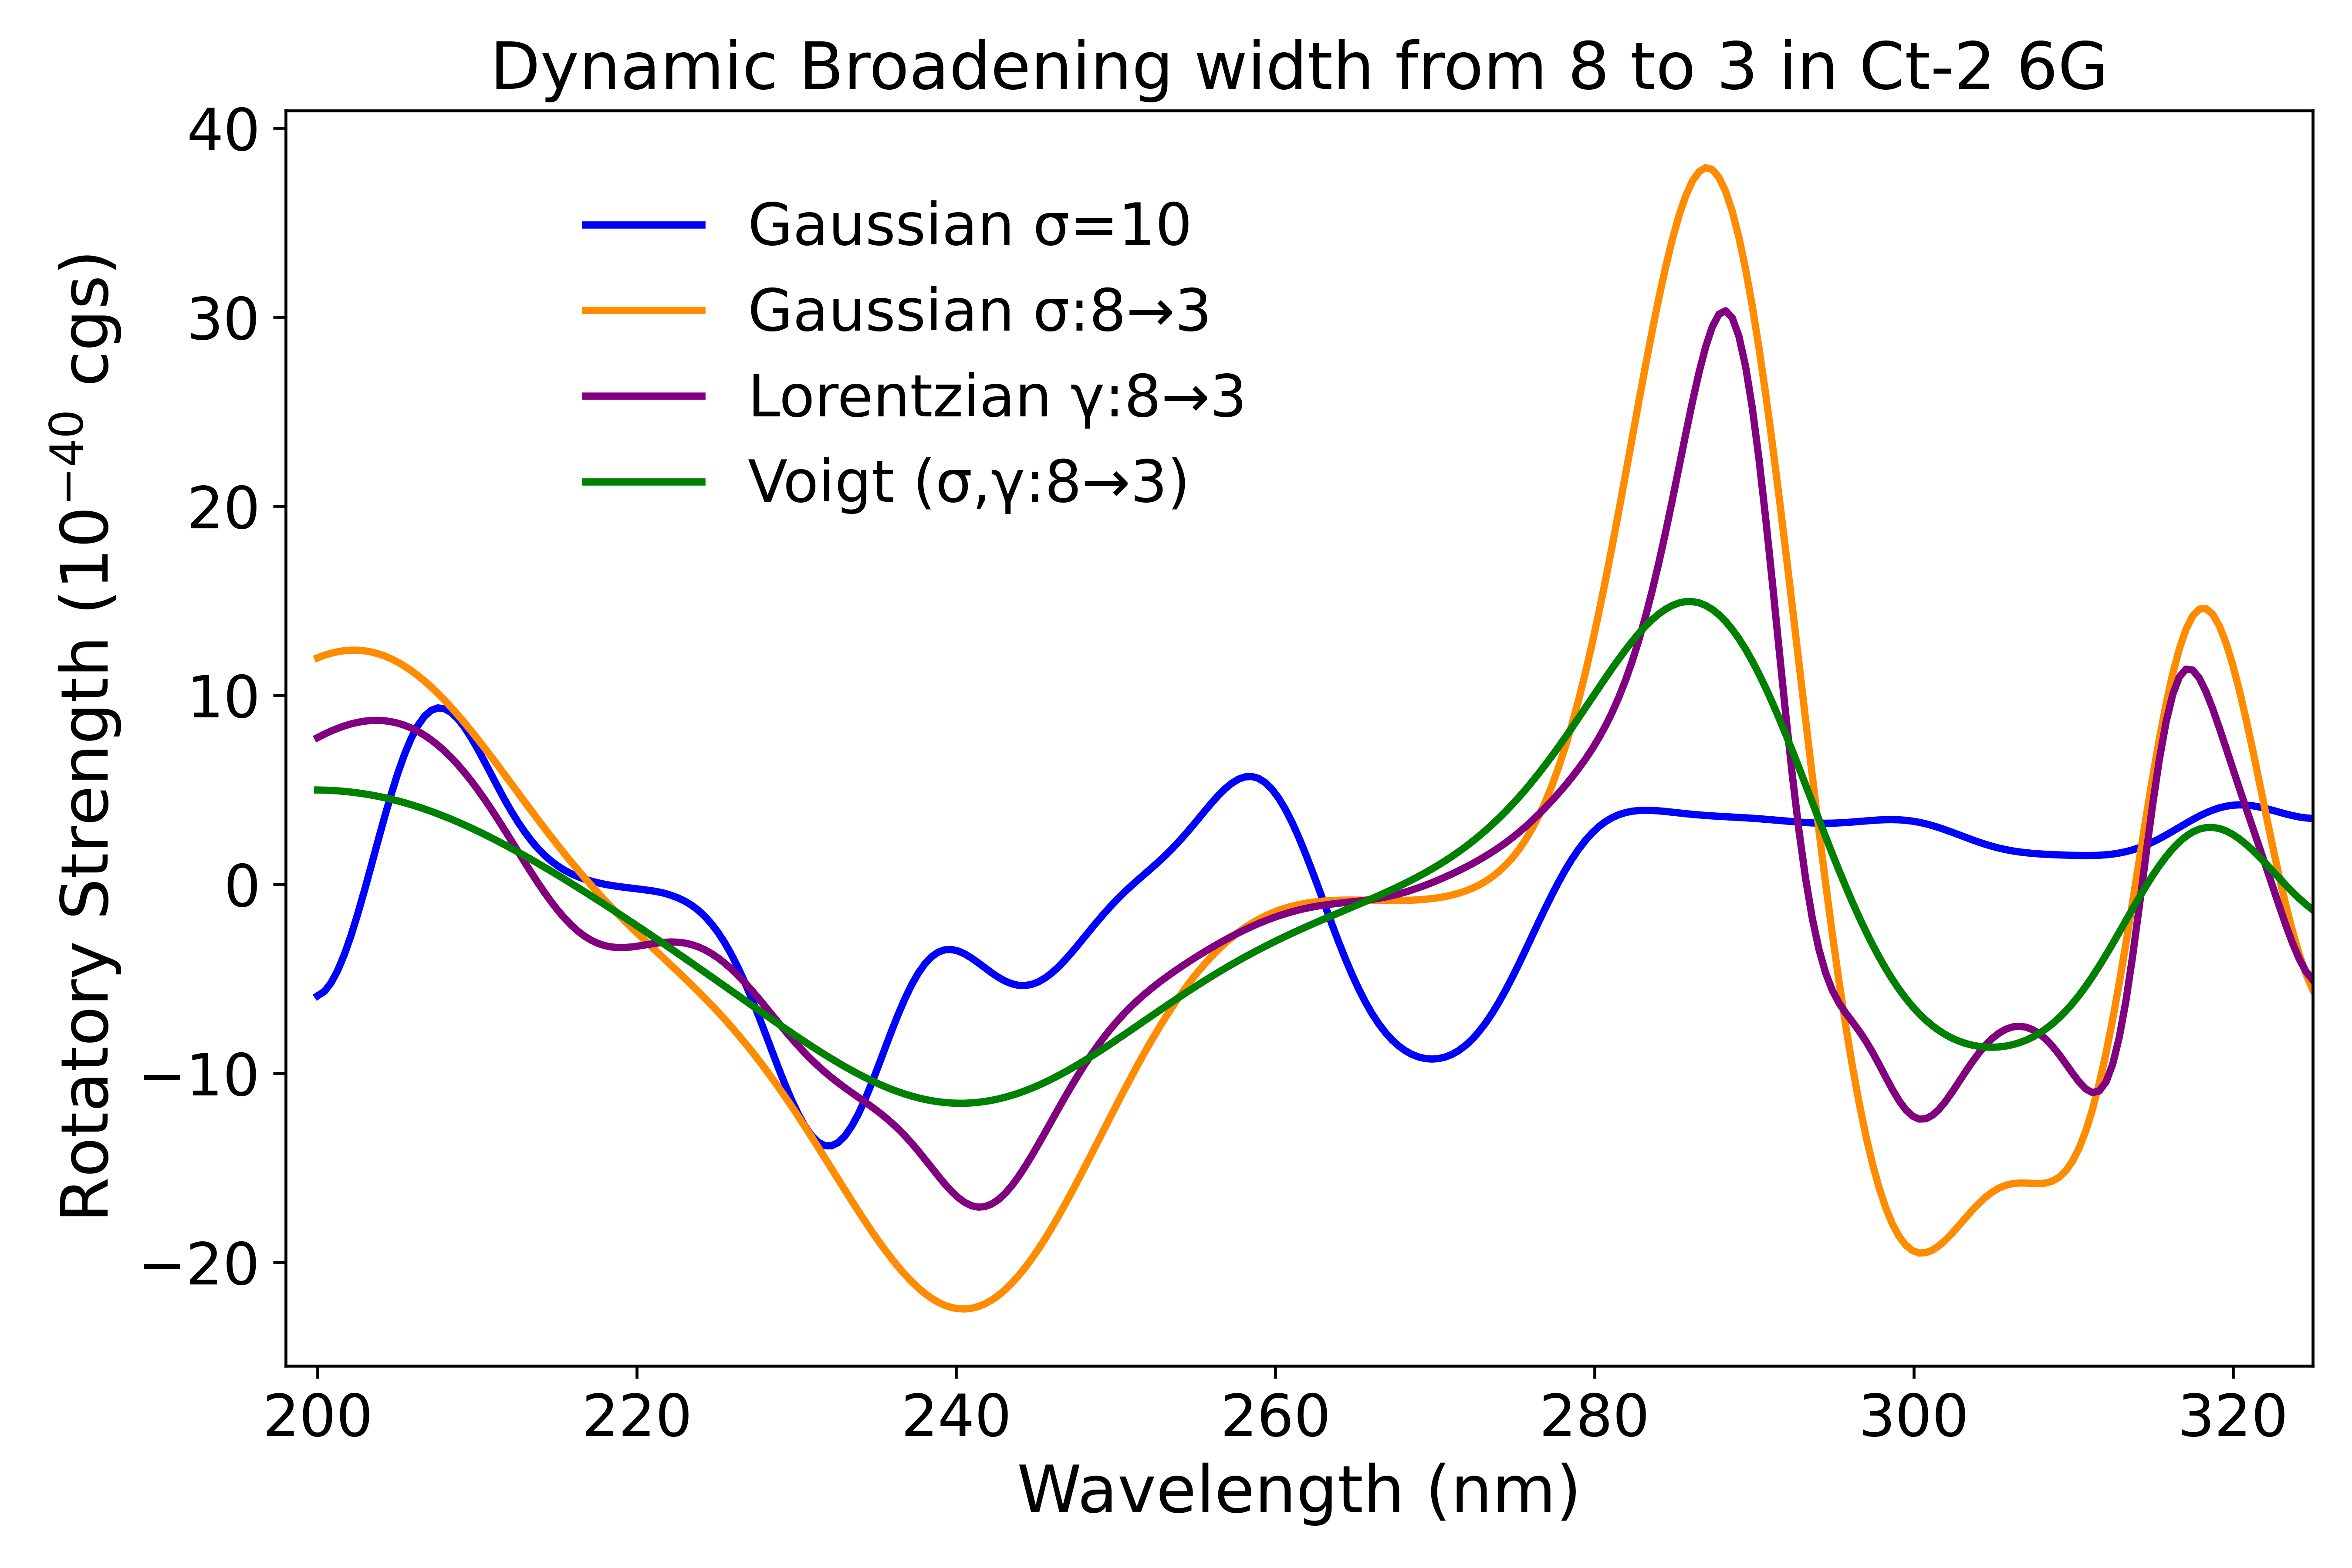 Dynamic Broadening width from 8 to 3 in Ct-2 6G
Rotatory Strength (10⁻⁴⁰ cgs)
40
30
20
10
0
−10
−20
Gaussian σ=10
Gaussian σ:8→3
Lorentzian γ:8→3
Voigt (σ,γ:8→3)
200 220 240 260 280 300 320
Wavelength (nm)